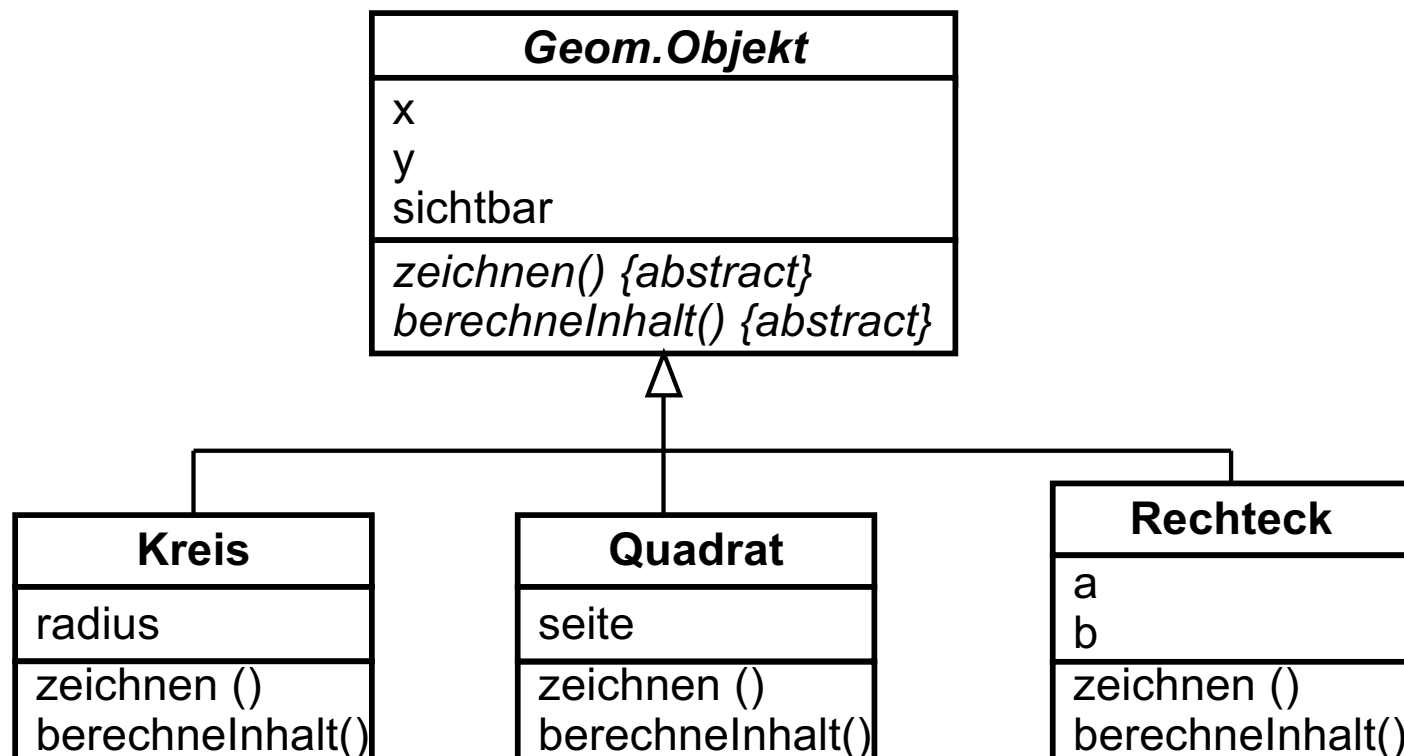 Geom.Objekt
x
y
sichtbar
zeichnen() {abstract}
berechneInhalt() {abstract}
Kreis
radius
zeichnen ()
berechneInhalt()
Quadrat
seite
zeichnen ()
berechneInhalt()
Rechteck
a
b
zeichnen ()
berechneInhalt()